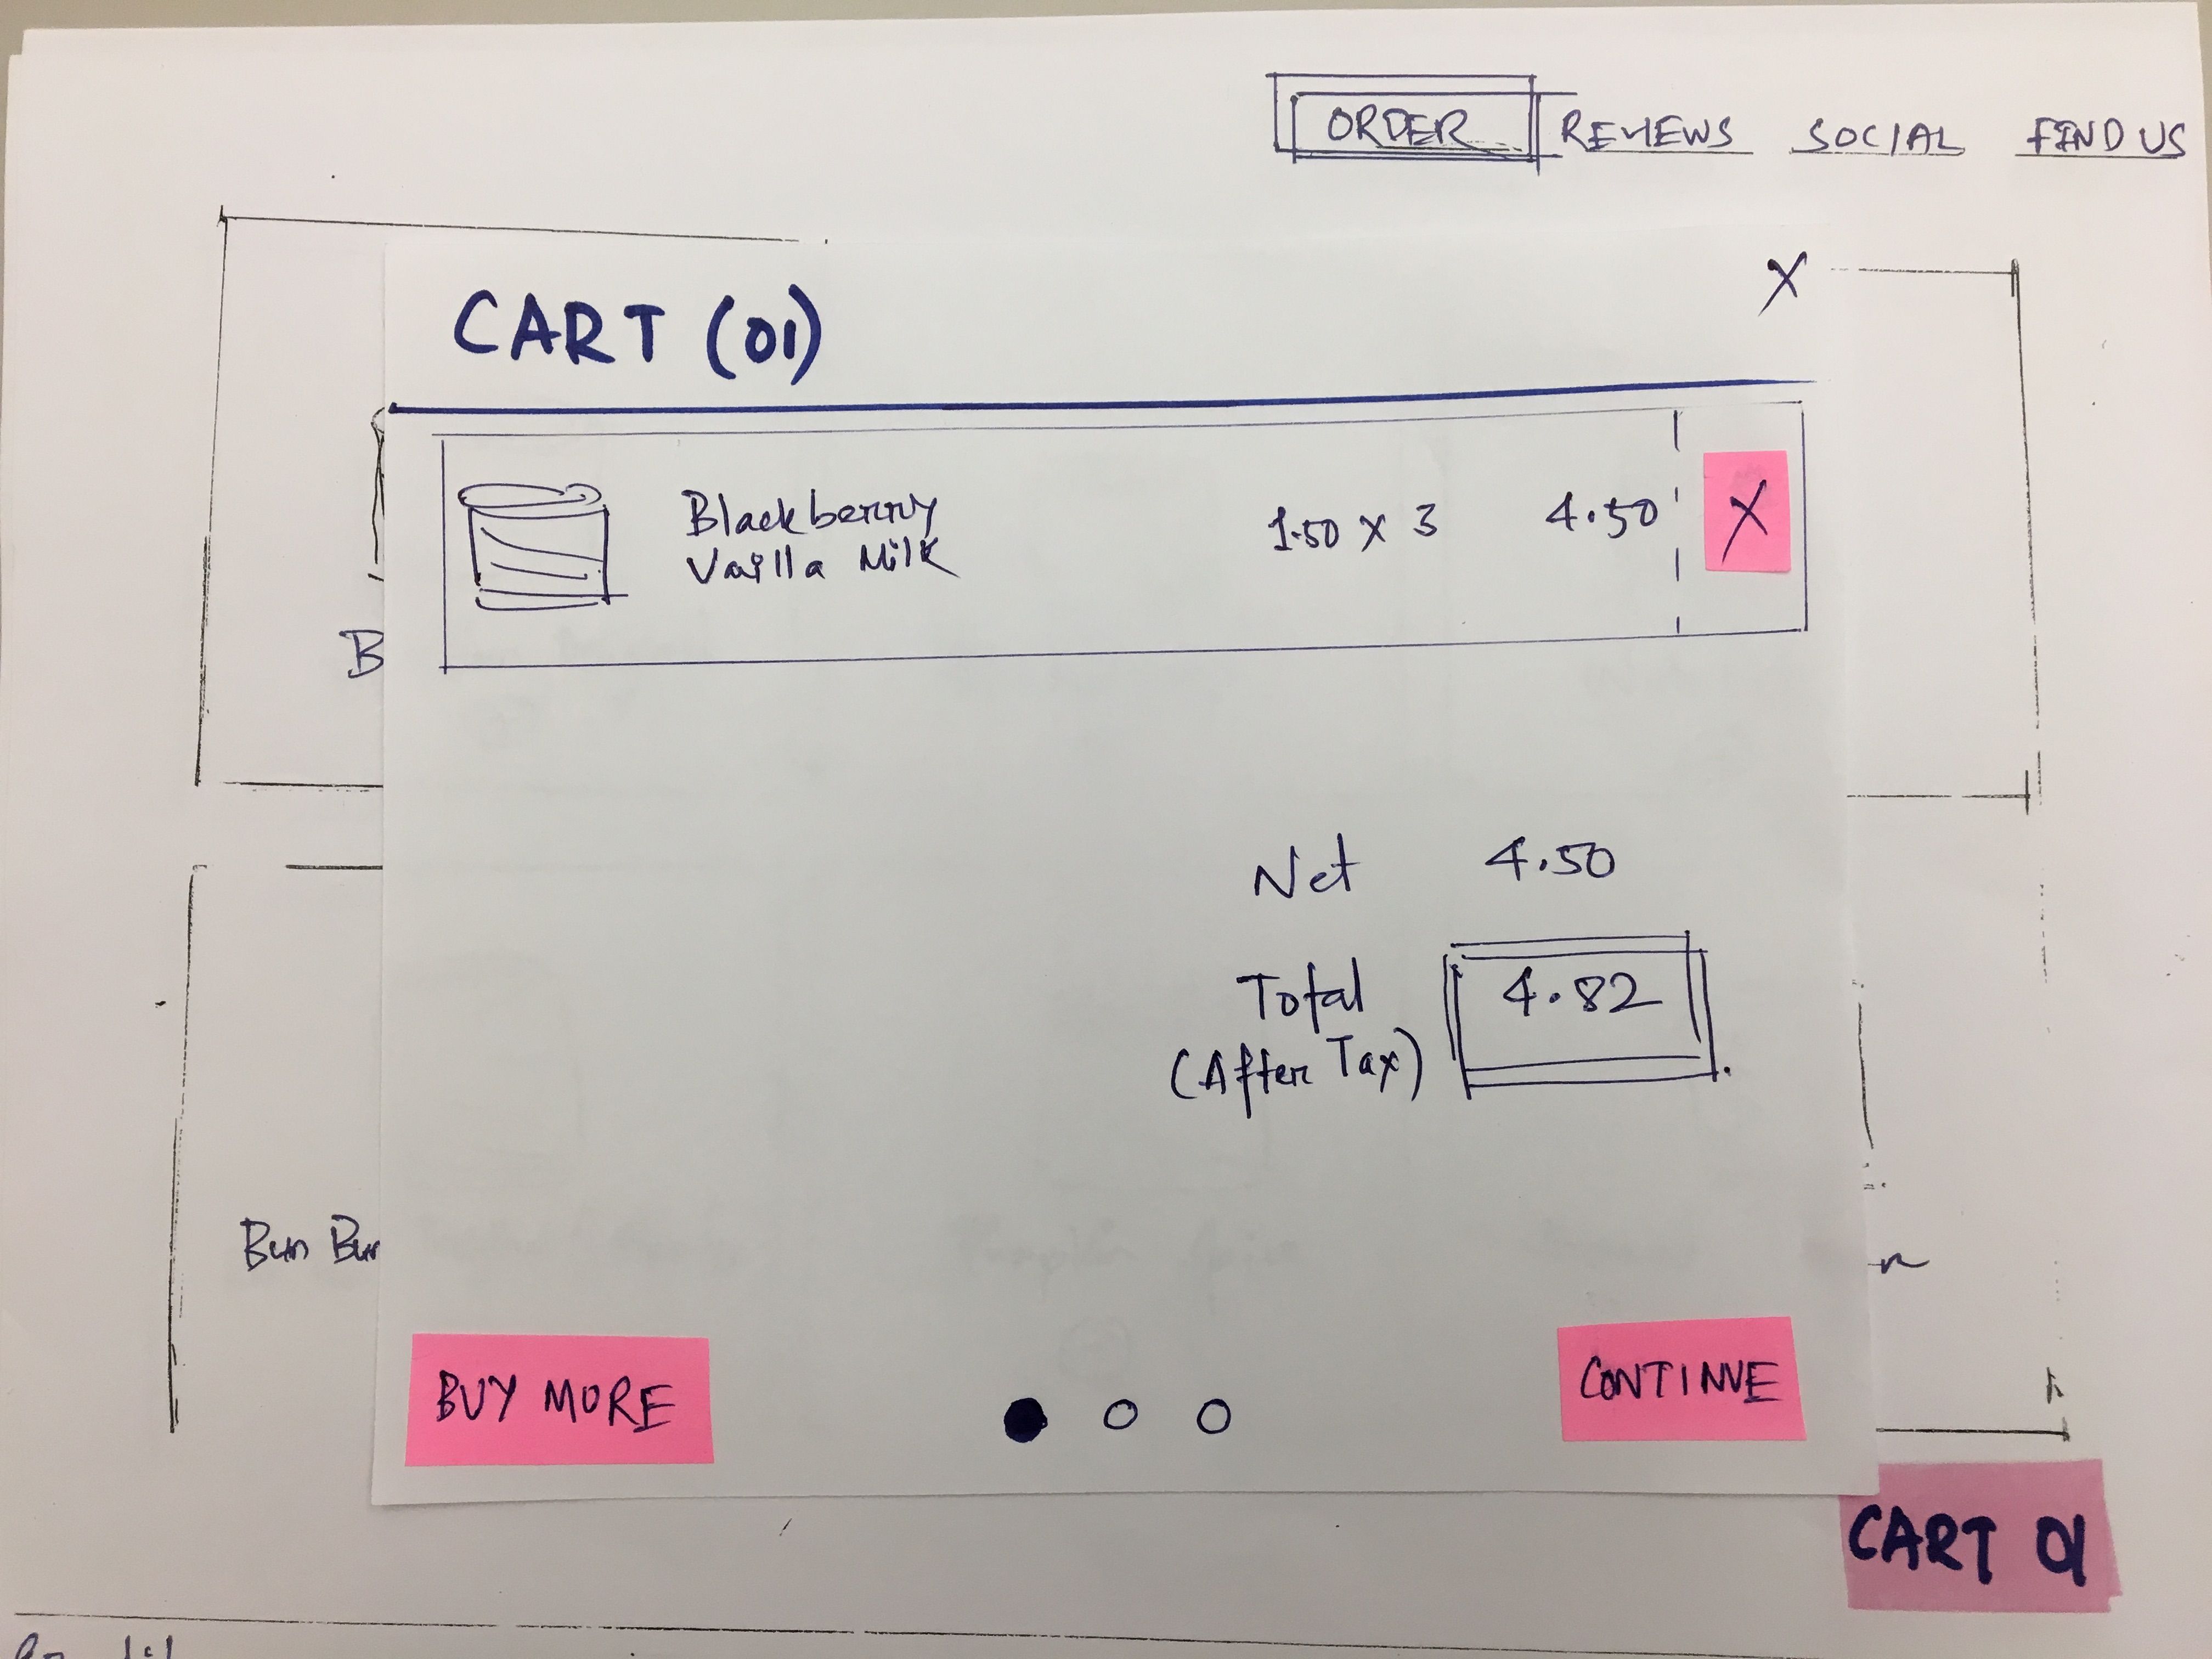 ORDER REVIEWS SOCIAL FIND US
CART (01) X
Blackberry
Vailla Milk
1.50 X 3 4.50 X
B
Net 4.50
Total 4.82
(After Tax)
Bun Bun
BUY MORE
CONTINUE
CART 01